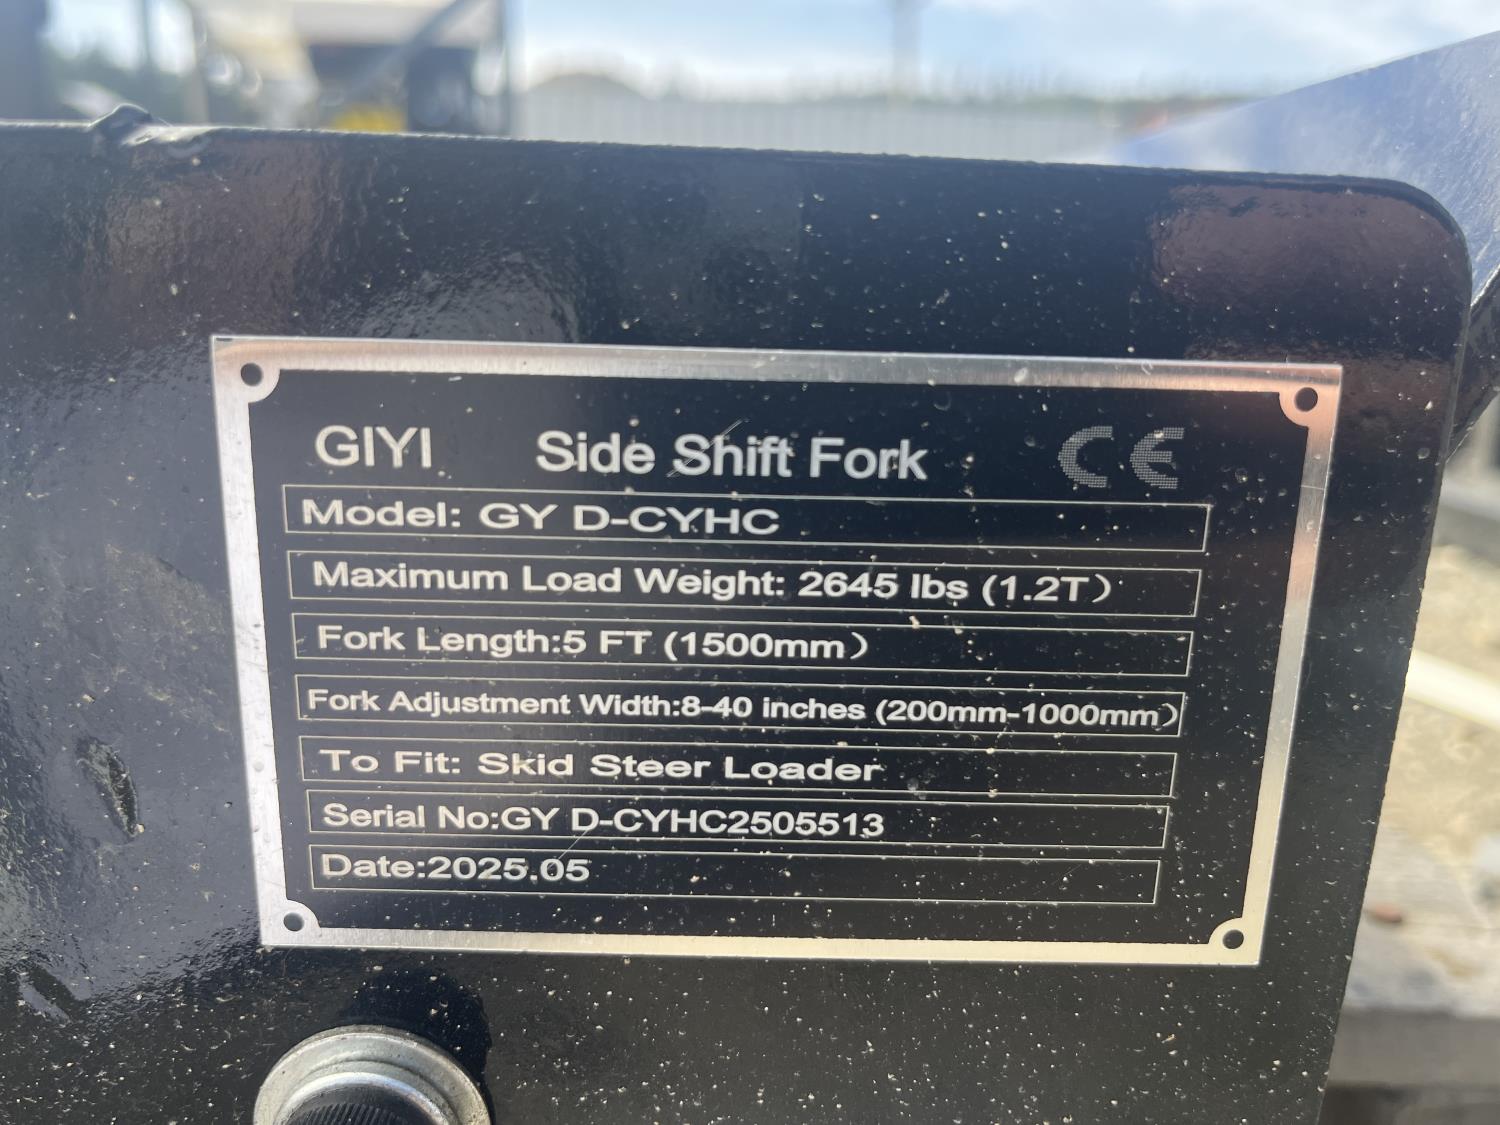 GIYI Side Shift Fork CE
Model: GY D-CYHC
Maximum Load Weight: 2645 lbs (1.2T）
Fork Length:5 FT (1500mm）
Fork Adjustment Width:8-40 inches (200mm-1000mm）
To Fit: Skid Steer Loader
Serial No:GY D-CYHC2505513
Date:2025.05